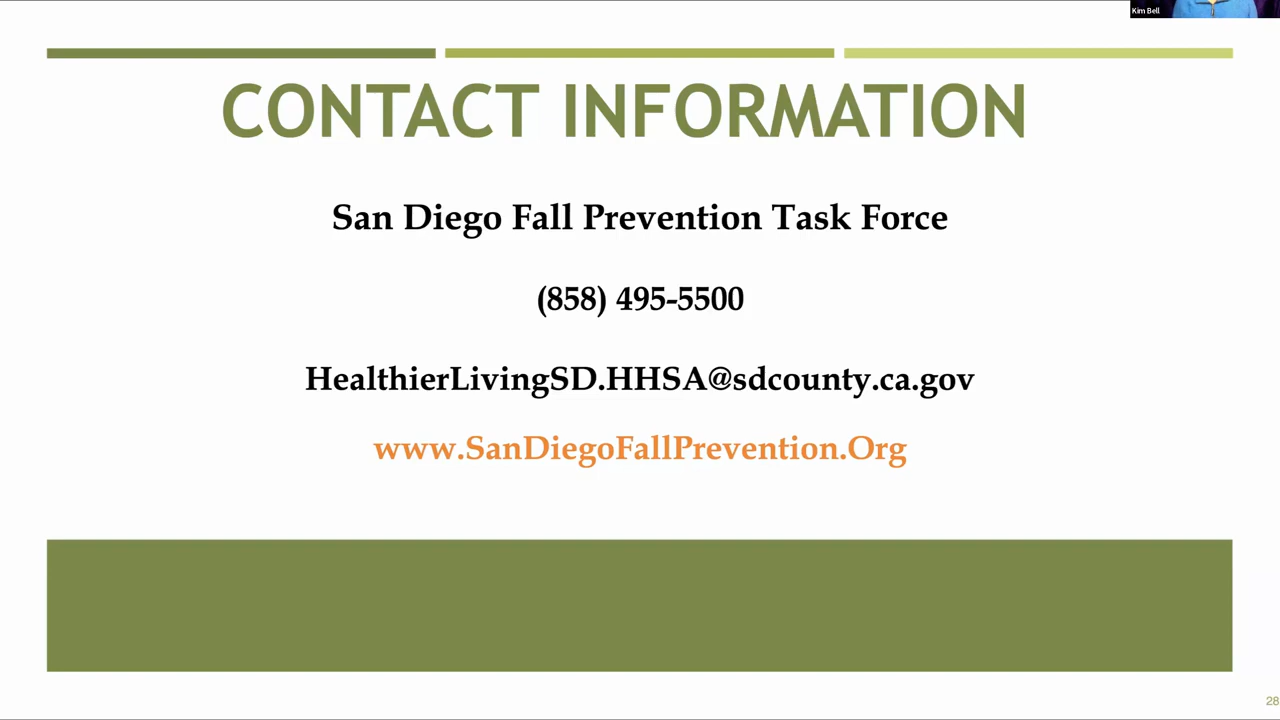 Kim Bell
CONTACT INFORMATION
San Diego Fall Prevention Task Force
(858) 495-5500
HealthierLivingSD.HHSA@sdcounty.ca.gov
www.SanDiegoFallPrevention.Org
28